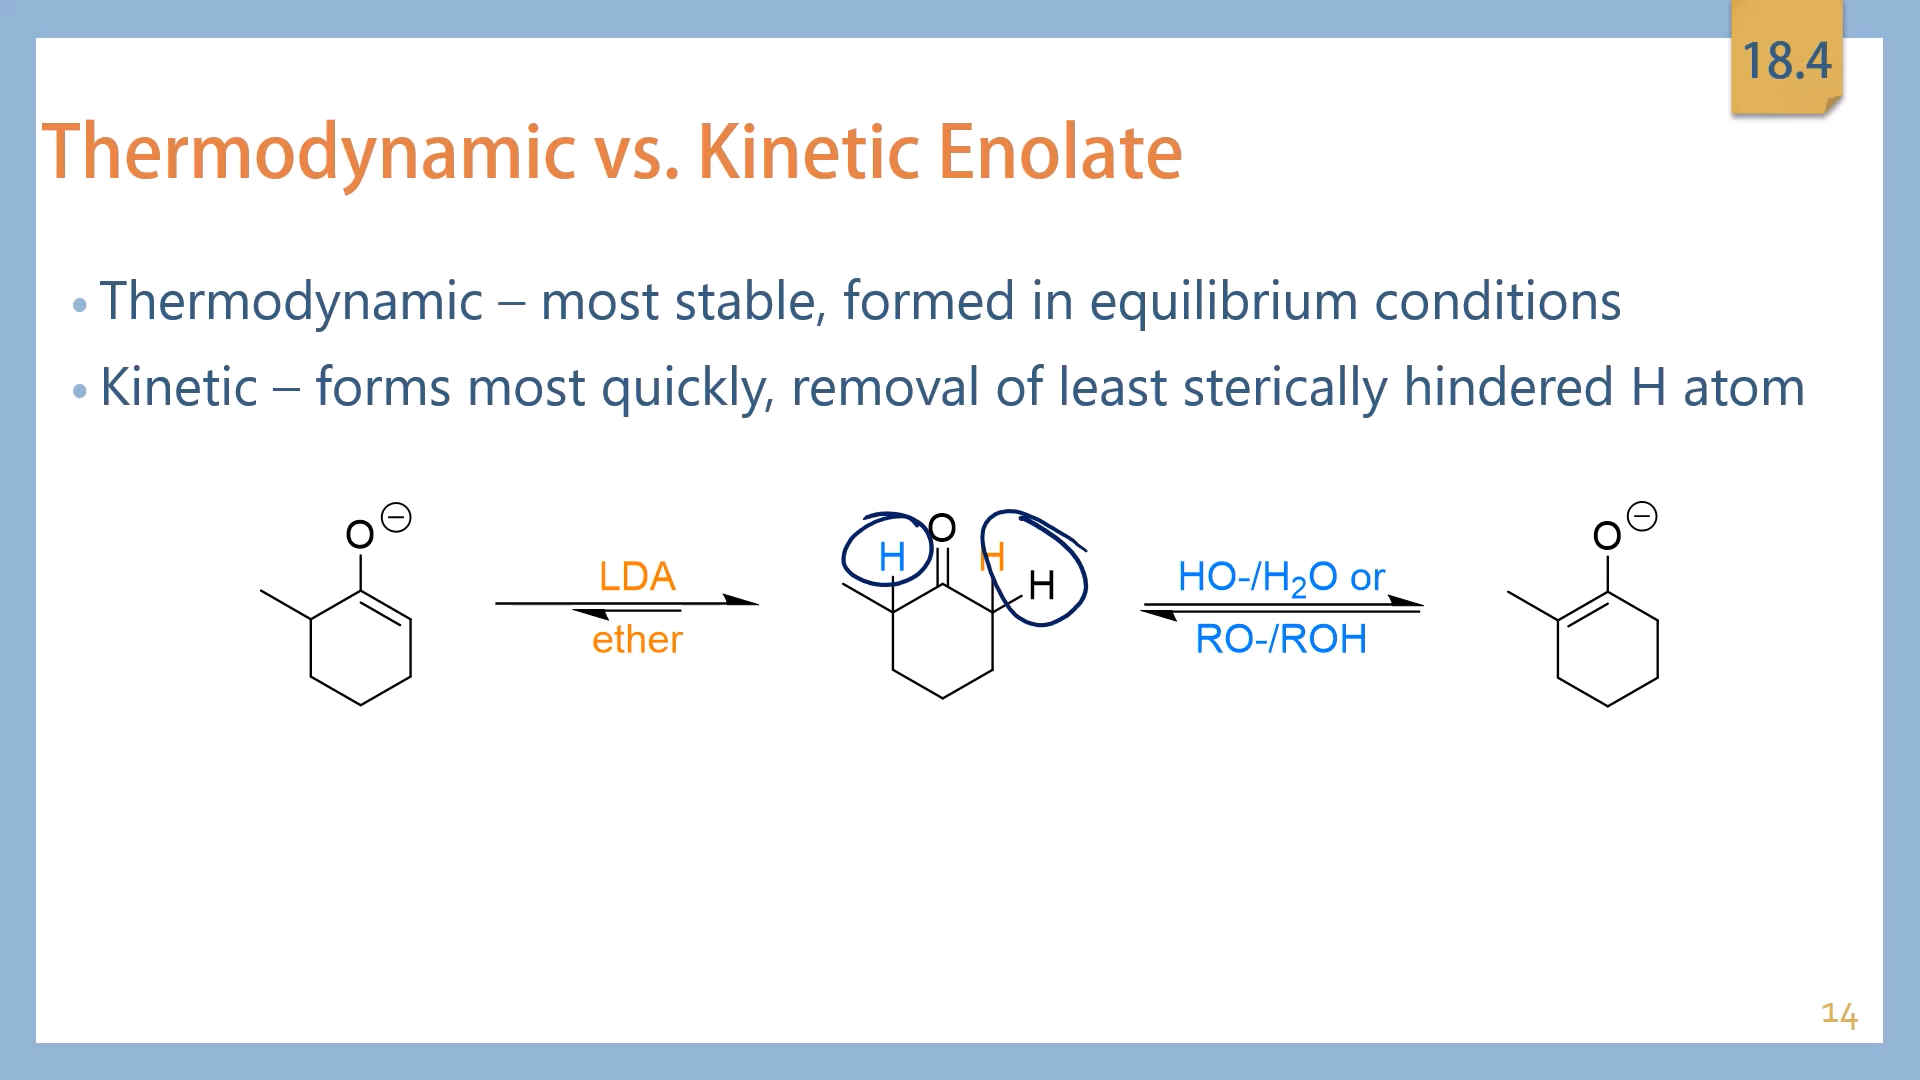 18.4
Thermodynamic vs. Kinetic Enolate
• Thermodynamic – most stable, formed in equilibrium conditions
• Kinetic – forms most quickly, removal of least sterically hindered H atom
O⊖
LDA
ether
O
H
H
H
HO-/H₂O or
RO-/ROH
O⊖
14